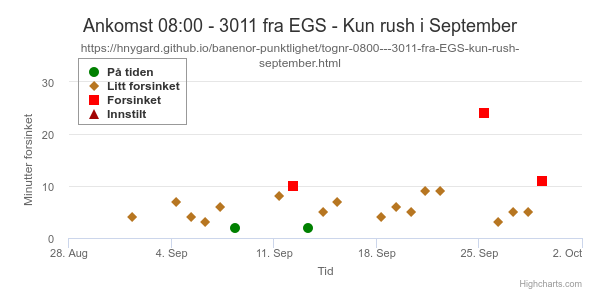 Ankomst 08:00 - 3011 fra EGS - Kun rush i September
https://hnygard.github.io/banenor-punktlighet/tognr-0800---3011-fra-EGS-kun-rush-
september.html
På tiden
Litt forsinket
Forsinket
Innstilt
Minutter forsinket
30
20
10
0
28. Aug
4. Sep
11. Sep
18. Sep
25. Sep
2. Oct
Tid
Highcharts.com